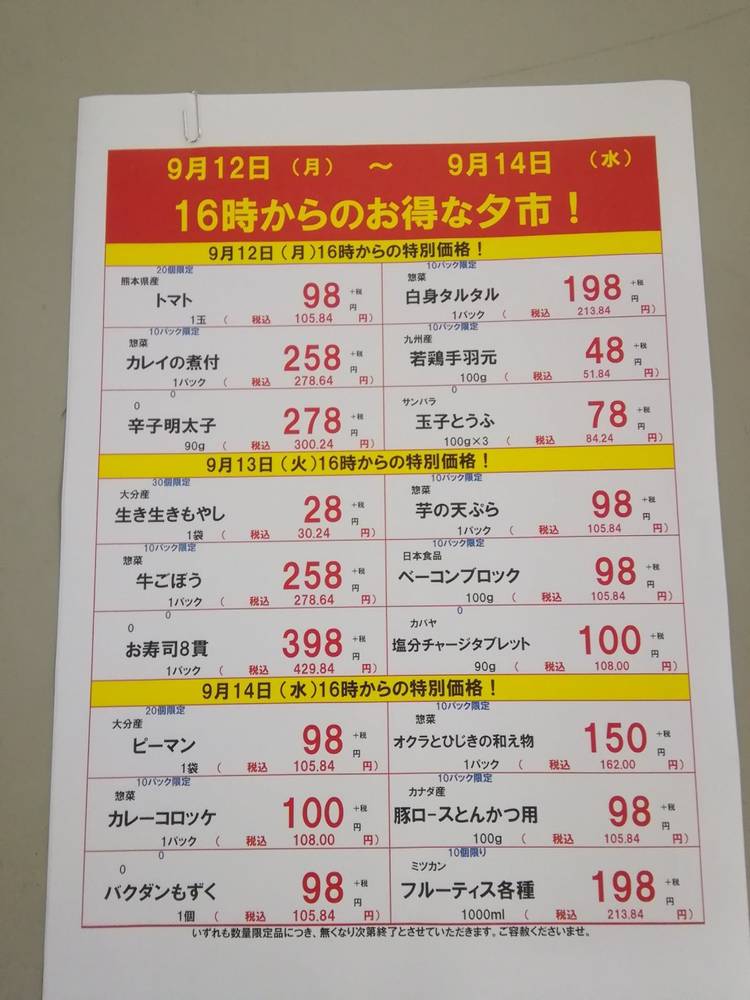 9月12日 (月) ～ 9月14日 (水)
16時からのお得な夕市！
9月12日(月)16時からの特別価格！
20個限定
熊本県産
トマト 98 +税 円
1玉 ( 税込 105.84 円)
10パック限定
惣菜
白身タルタル 198 +税 円
1パック ( 税込 213.84 円)
10パック限定
惣菜
カレイの煮付 258 +税 円
1パック ( 税込 278.64 円)
10パック限定
九州産
若鶏手羽元 48 +税 円
100g ( 税込 51.84 円)
0
0
辛子明太子 278 +税 円
90g ( 税込 300.24 円)
0
サンバラ
玉子とうふ 78 +税 円
100g×3 ( 税込 84.24 円)
9月13日(火)16時からの特別価格！
30個限定
大分産
生き生きもやし 28 +税 円
1袋 ( 税込 30.24 円)
10パック限定
惣菜
芋の天ぷら 98 +税 円
1パック ( 税込 105.84 円)
10パック限定
惣菜
牛ごぼう 258 +税 円
1パック ( 税込 278.64 円)
10パック限定
日本食品
ベーコンブロック 98 +税 円
100g ( 税込 105.84 円)
0
0
お寿司8貫 398 +税 円
1パック ( 税込 429.84 円)
0
カバヤ
塩分チャージタブレット 100 +税 円
90g ( 税込 108.00 円)
9月14日(水)16時からの特別価格！
20個限定
大分産
ピーマン 98 +税 円
1袋 ( 税込 105.84 円)
10パック限定
惣菜
オクラとひじきの和え物 150 +税 円
1パック ( 税込 162.00 円)
10パック限定
惣菜
カレーコロッケ 100 +税 円
1パック ( 税込 108.00 円)
10パック限定
カナダ産
豚ロースとんかつ用 98 +税 円
100g ( 税込 105.84 円)
0
0
バクダンもずく 98 +税 円
1個 ( 税込 105.84 円)
10個限り
ミツカン
フルーティス各種 198 +税 円
1000ml ( 税込 213.84 円)
いずれも数量限定品につき、無くなり次第終了とさせていただきます。ご容赦くださいませ。